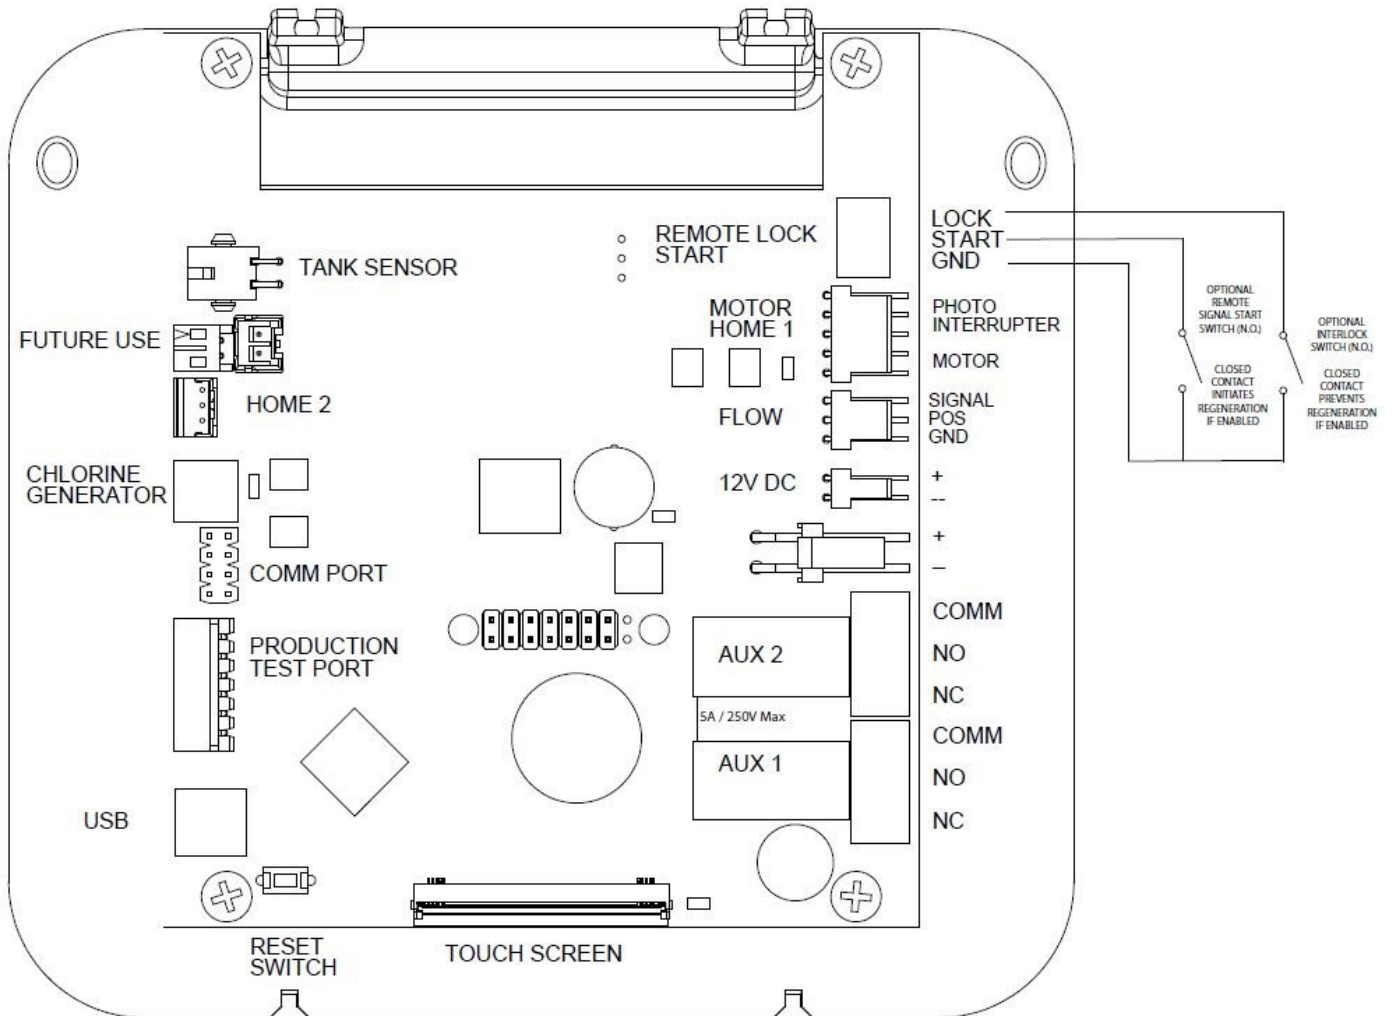 REMOTE LOCK
START
LOCK
START
GND
TANK SENSOR
OPTIONAL
REMOTE
SIGNAL START
SWITCH (N.O.)
CLOSED
CONTACT
INITIATES
REGENERATION
IF ENABLED
OPTIONAL
INTERLOCK
SWITCH (N.O.)
CLOSED
CONTACT
PREVENTS
REGENERATION
IF ENABLED
MOTOR
HOME 1
PHOTO
INTERRUPTER
MOTOR
FUTURE USE
HOME 2
FLOW
SIGNAL
POS
GND
CHLORINE
GENERATOR
12V DC
+
--
+
–
COMM PORT
COMM
NO
NC
AUX 2
PRODUCTION
TEST PORT
5A / 250V Max
COMM
NO
NC
AUX 1
USB
RESET
SWITCH
TOUCH SCREEN